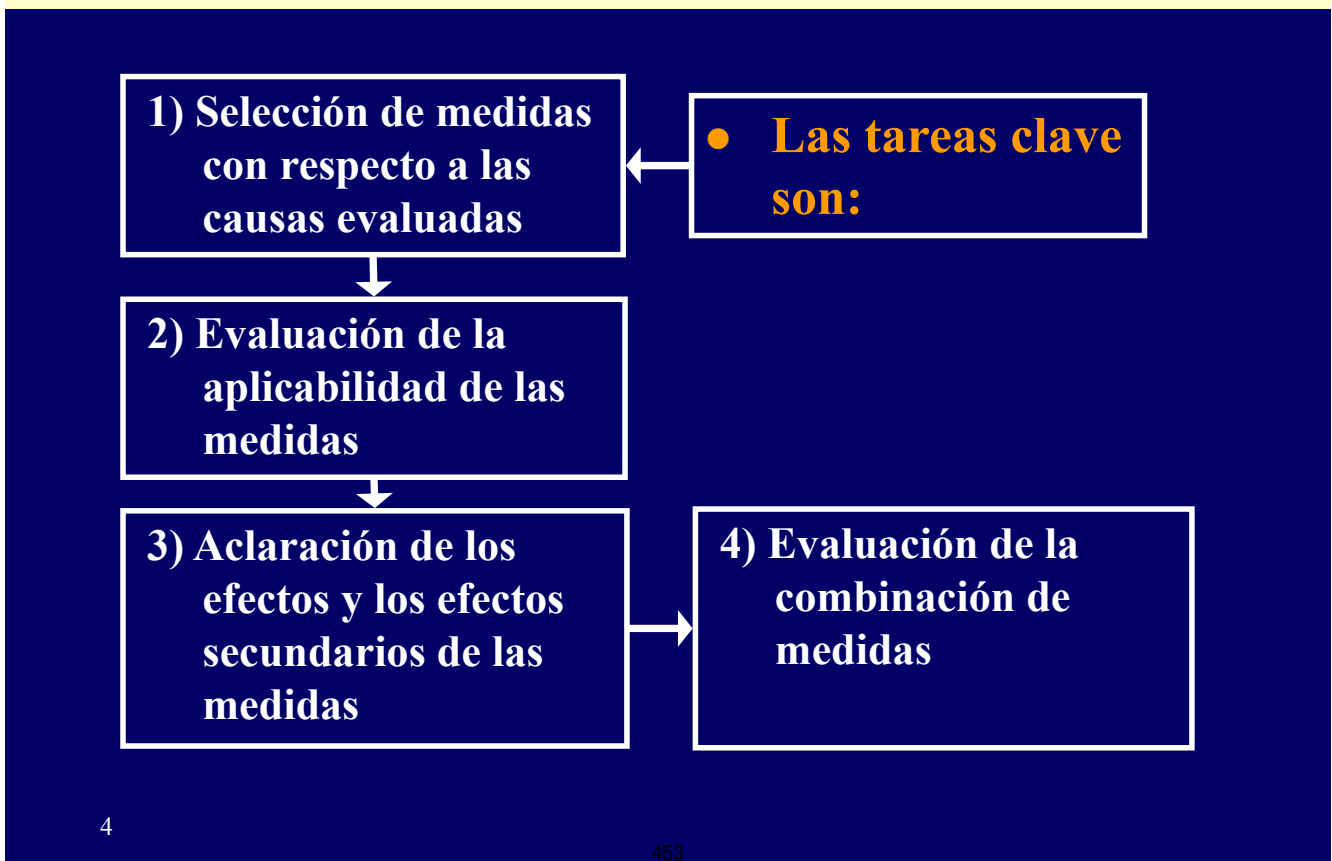 ● Las tareas clave
son:
1) Selección de medidas
con respecto a las
causas evaluadas
2) Evaluación de la
aplicabilidad de las
medidas
3) Aclaración de los
efectos y los efectos
secundarios de las
medidas
4) Evaluación de la
combinación de
medidas
4
453